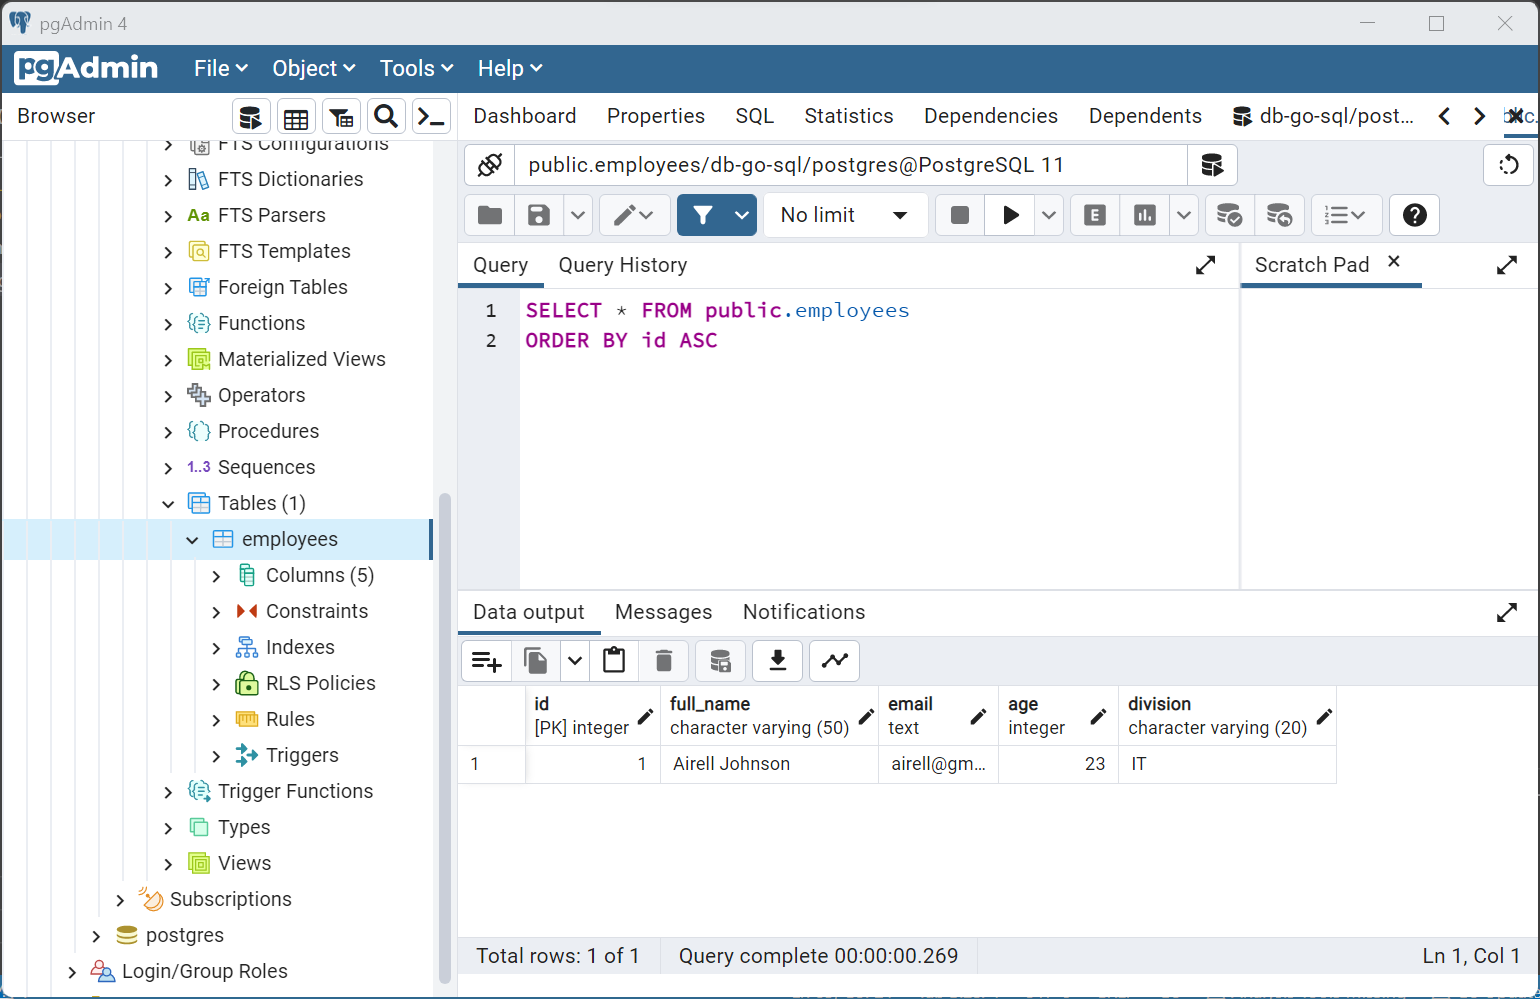 pgAdmin 4
pgAdmin File Object Tools Help
Browser
Dashboard Properties SQL Statistics Dependencies Dependents db-go-sql/post...
public.employees/db-go-sql/postgres@PostgreSQL 11
No limit
E
Query Query History
Scratch Pad
1 SELECT * FROM public.employees
2 ORDER BY id ASC
FTS Configurations
FTS Dictionaries
Aa FTS Parsers
FTS Templates
Foreign Tables
Functions
Materialized Views
Operators
Procedures
1..3 Sequences
Tables (1)
employees
Columns (5)
Constraints
Indexes
RLS Policies
Rules
Triggers
Trigger Functions
Types
Views
Subscriptions
postgres
Login/Group Roles
Data output Messages Notifications
id full_name email age division
[PK] integer character varying (50) text integer character varying (20)
1 1 Airell Johnson airell@gm... 23 IT
Total rows: 1 of 1 Query complete 00:00:00.269 Ln 1, Col 1